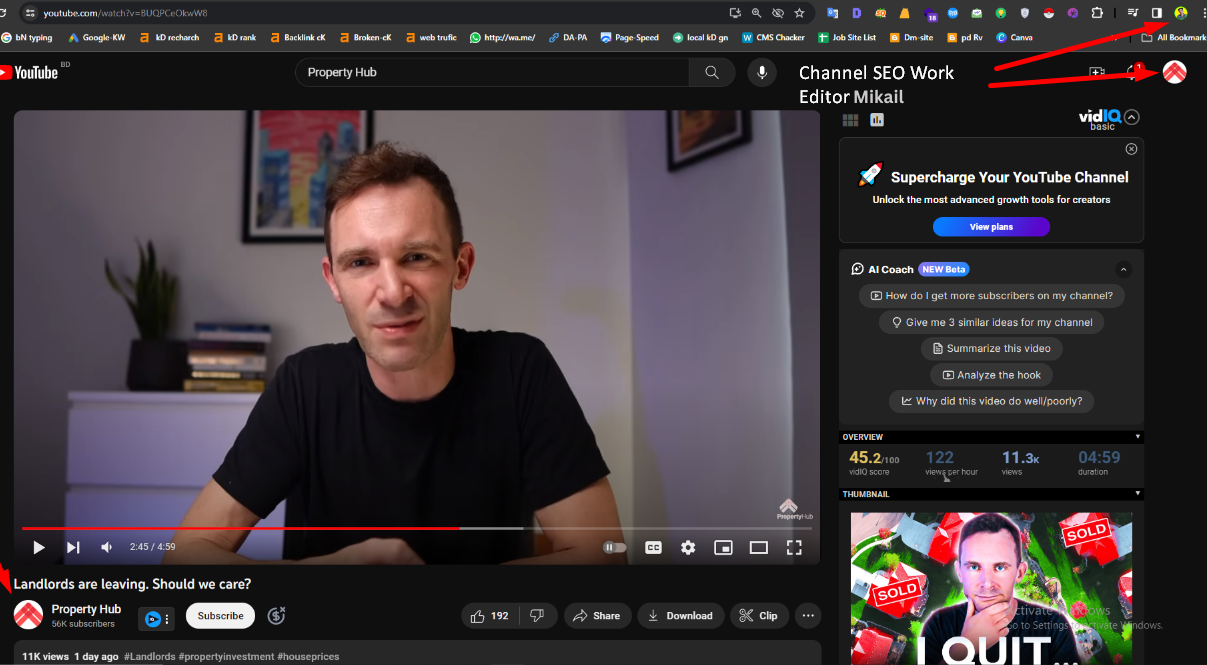 youtube.com/watch?v=BUQPCeOkwW8
18
bN typing
Google-KW
kD recharch
kD rank
Backlink cK
Broken-cK
web trufic
http://wa.me/
DA-PA
Page-Speed
local kD gn
CMS Chacker
Job Site List
Dm-site
pd Rv
Canva
All Bookmark
YouTube BD
Property Hub
Channel SEO Work
Editor Mikail
1
vidIQ
basic
Supercharge Your YouTube Channel
Unlock the most advanced growth tools for creators
View plans
AI Coach NEW Beta
How do I get more subscribers on my channel?
Give me 3 similar ideas for my channel
Summarize this video
Analyze the hook
Why did this video do well/poorly?
OVERVIEW
45.2/100 122 11.3K 04:59
vidIQ score views per hour views duration
THUMBNAIL
PropertyHub
2:45 / 4:59
CC
SOLD
SOLD
I QUIT...
Activate Windows
Go to Settings to activate Windows.
Landlords are leaving. Should we care?
Property Hub
56K subscribers
Subscribe
192
Share
Download
Clip
11K views 1 day ago #Landlords #propertyinvestment #houseprices